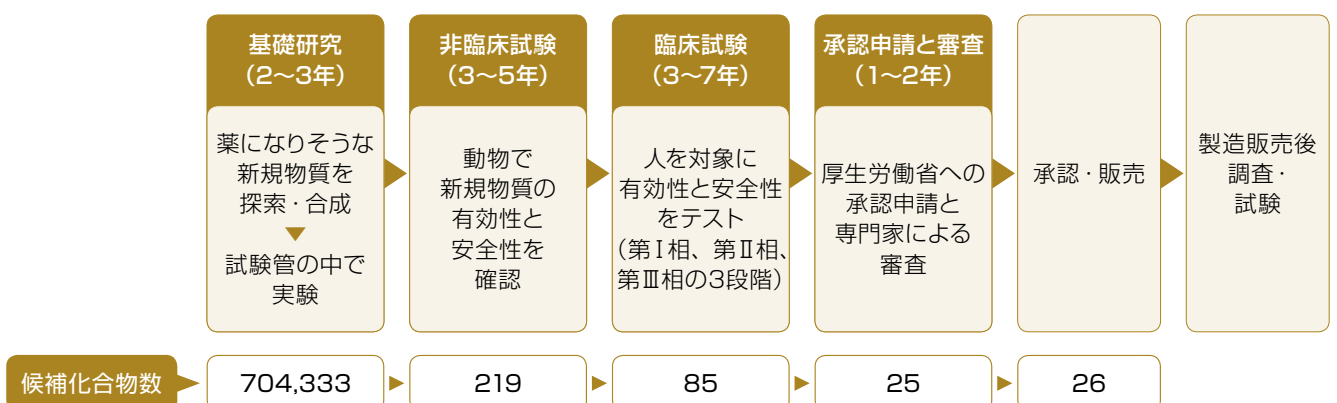 基礎研究
（2〜3年）
薬になりそうな
新規物質を
探索・合成
試験管の中で
実験
非臨床試験
（3〜5年）
動物で
新規物質の
有効性と
安全性を
確認
臨床試験
（3〜7年）
人を対象に
有効性と安全性
をテスト
（第Ⅰ相、第Ⅱ相、
第Ⅲ相の3段階）
承認申請と審査
（1〜2年）
厚生労働省への
承認申請と
専門家による
審査
承認・販売
製造販売後
調査・
試験
候補化合物数
704,333
219
85
25
26